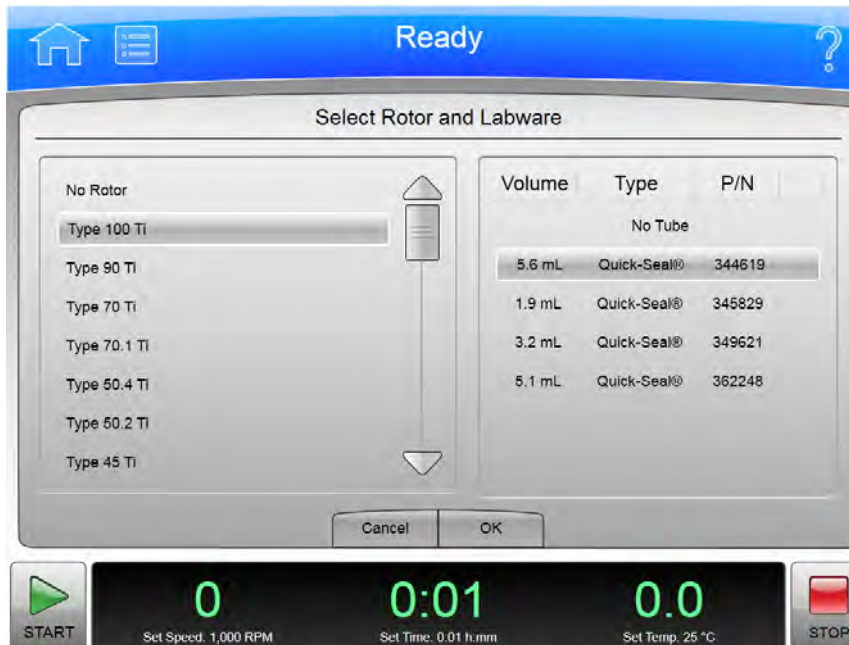 Ready
Select Rotor and Labware
No Rotor
Type 100 Ti
Type 90 Ti
Type 70 Ti
Type 70.1 Ti
Type 50.4 Ti
Type 50.2 Ti
Type 45 Ti
Volume Type P/N
No Tube
5.6 mL Quick-Seal® 344619
1.9 mL Quick-Seal® 345829
3.2 mL Quick-Seal® 349621
5.1 mL Quick-Seal® 362248
Cancel OK
START
0
Set Speed: 1,000 RPM
0:01
Set Time: 0:01 h:mm
0.0
Set Temp. 25 °C
STOP